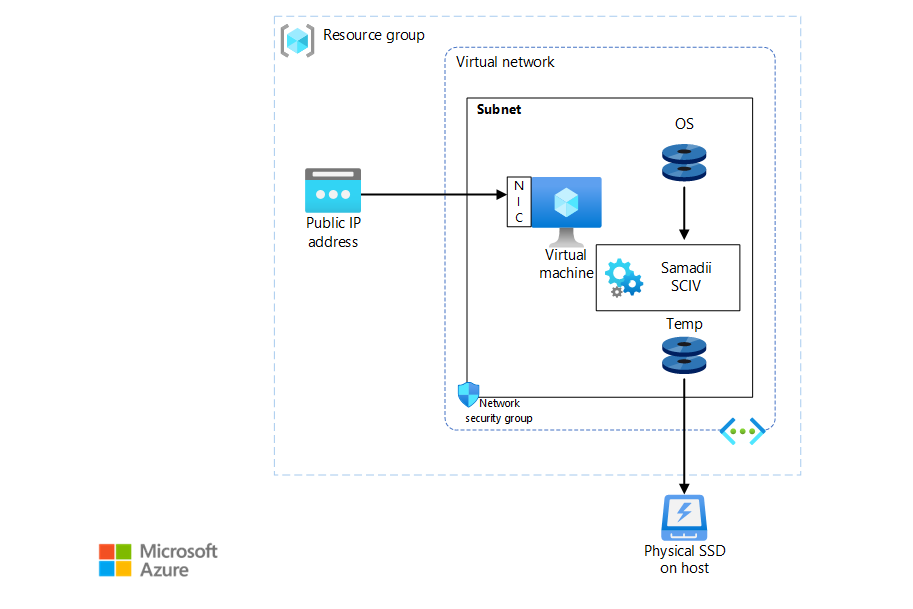 Resource group
Virtual network
Subnet
OS
N
I
C
Public IP
address
Virtual
machine
Samadii
SCIV
Temp
Network
security group
Physical SSD
on host
Microsoft
Azure